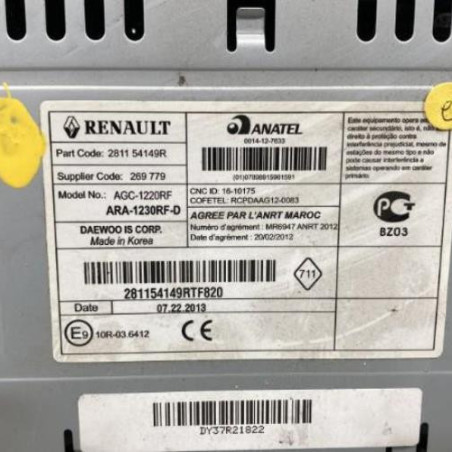 RENAULT
Part Code: 2811 54149R
Supplier Code: 269 779
Model No: AGC-1220RF
ARA-1230RF-D
DAEWOO IS CORP.
Made in Korea
ANATEL
0014-12-7633
CNC ID: 16-10175
COFETEL: RCPDAAG12-0083
AGREE PAR L'ANRT MAROC
Numéro d'agrément : MR6947 ANRT 2012
Date d'agrément : 20/02/2012
Este equipamento opera em
caráter secundário, isto é, não
direito à proteção contra
interferência prejudicial, mesmo de
estações do mesmo tipo, e não
pode causar interferência a
sistemas operando em caráter
primário.
BZ03
281154149RTF820
711
Date 07.22.2013
E9 10R-03.6412
CE
DY37R21822